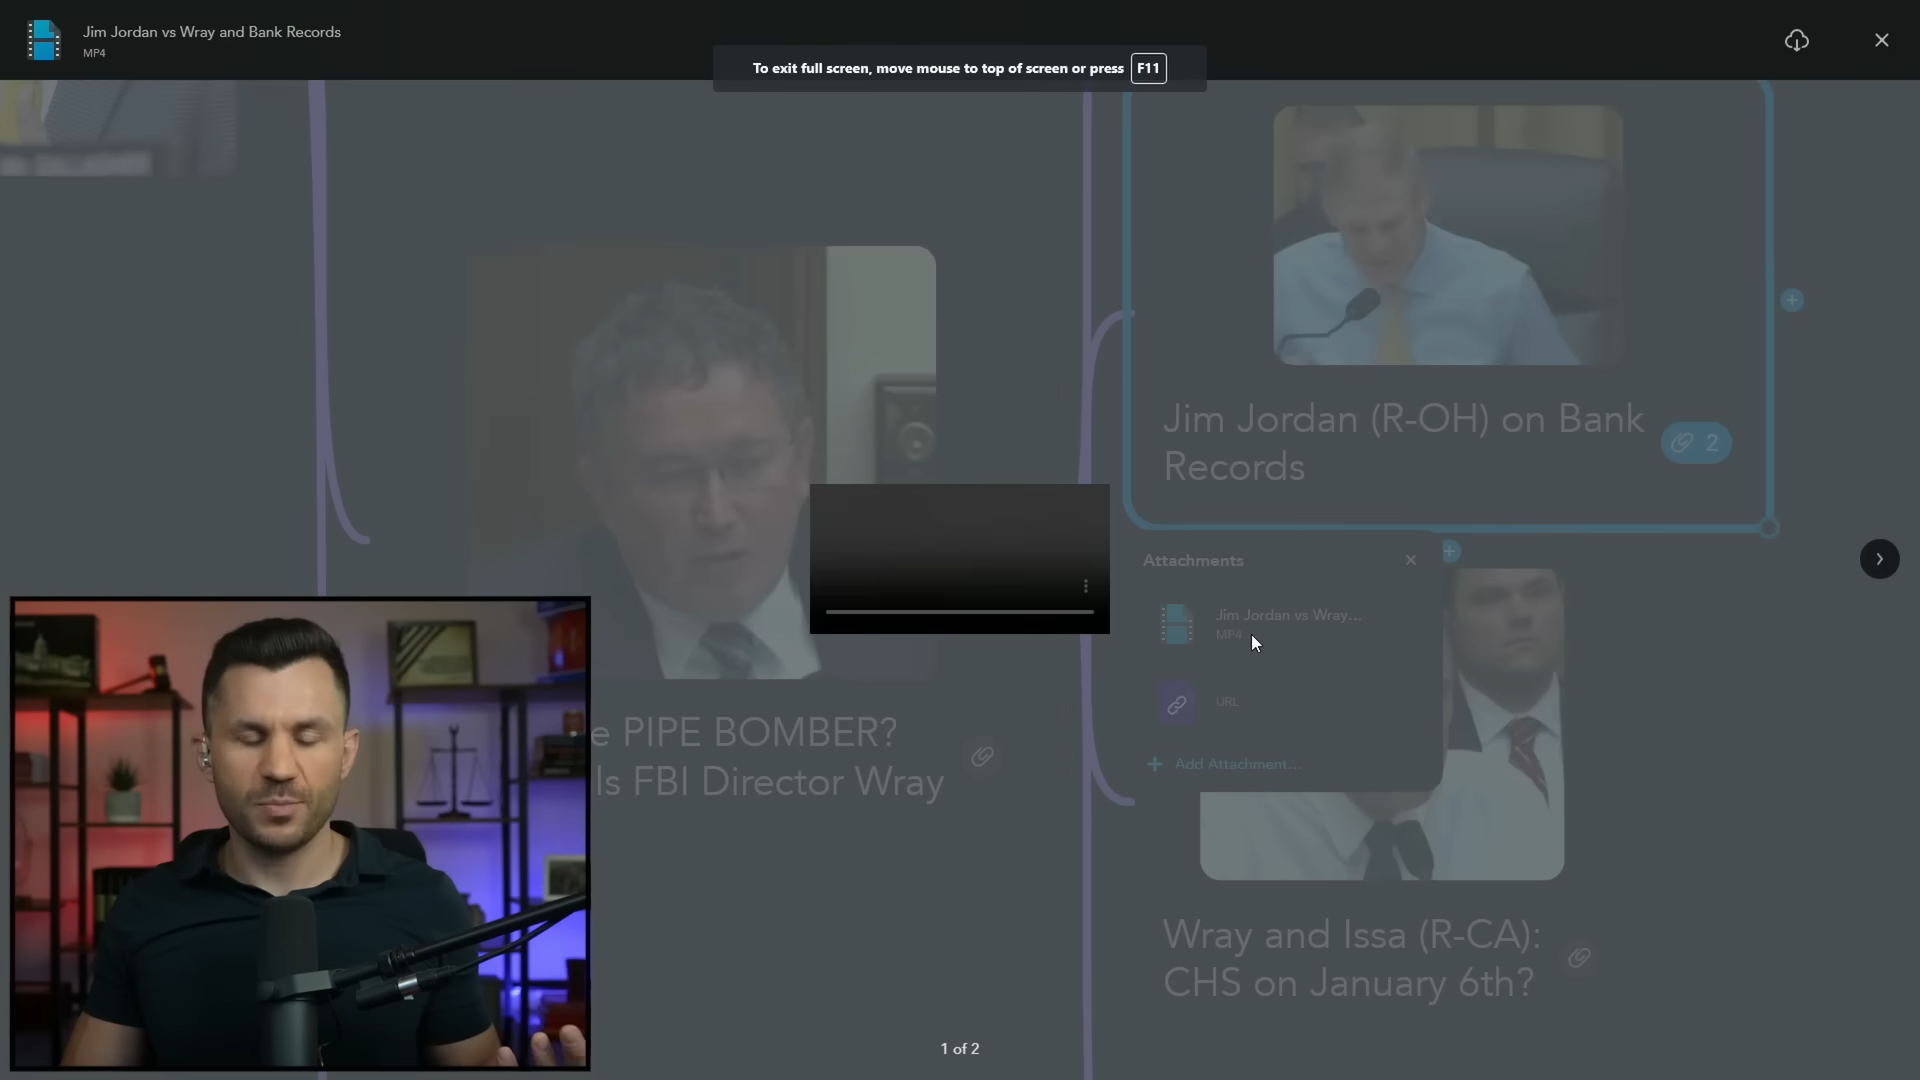 Jim Jordan vs Wray and Bank Records
MP4
To exit full screen, move mouse to top of screen or press F11
Jim Jordan (R-OH) on Bank
Records
2
Attachments
Jim Jordan vs Wray...
MP4
URL
Add Attachment...
e PIPE BOMBER?
ls FBI Director Wray
Wray and Issa (R-CA):
CHS on January 6th?
1 of 2